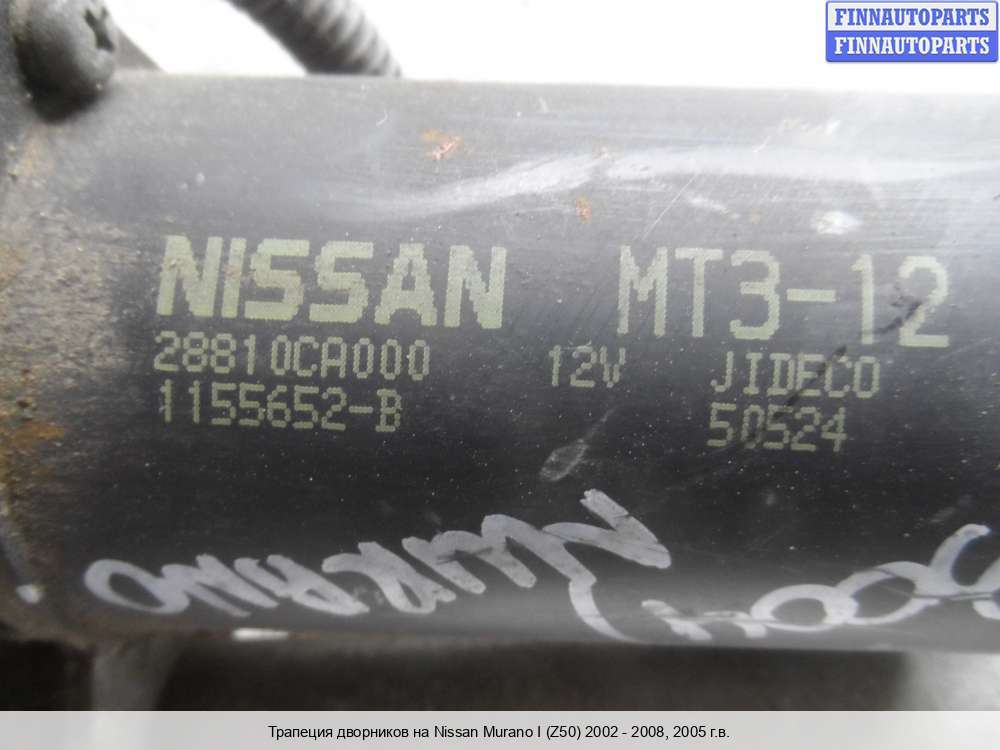 FINNAUTOPARTS
FINNAUTOPARTS
NISSAN MT3-12
28810CA000 12V JIDECO
1155652-B 50524
Трапеция дворников на Nissan Murano I (Z50) 2002 - 2008, 2005 г.в.